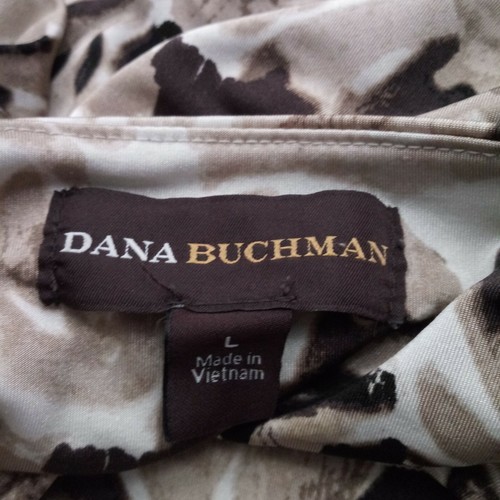 DANA BUCHMAN
L
Made in
Vietnam